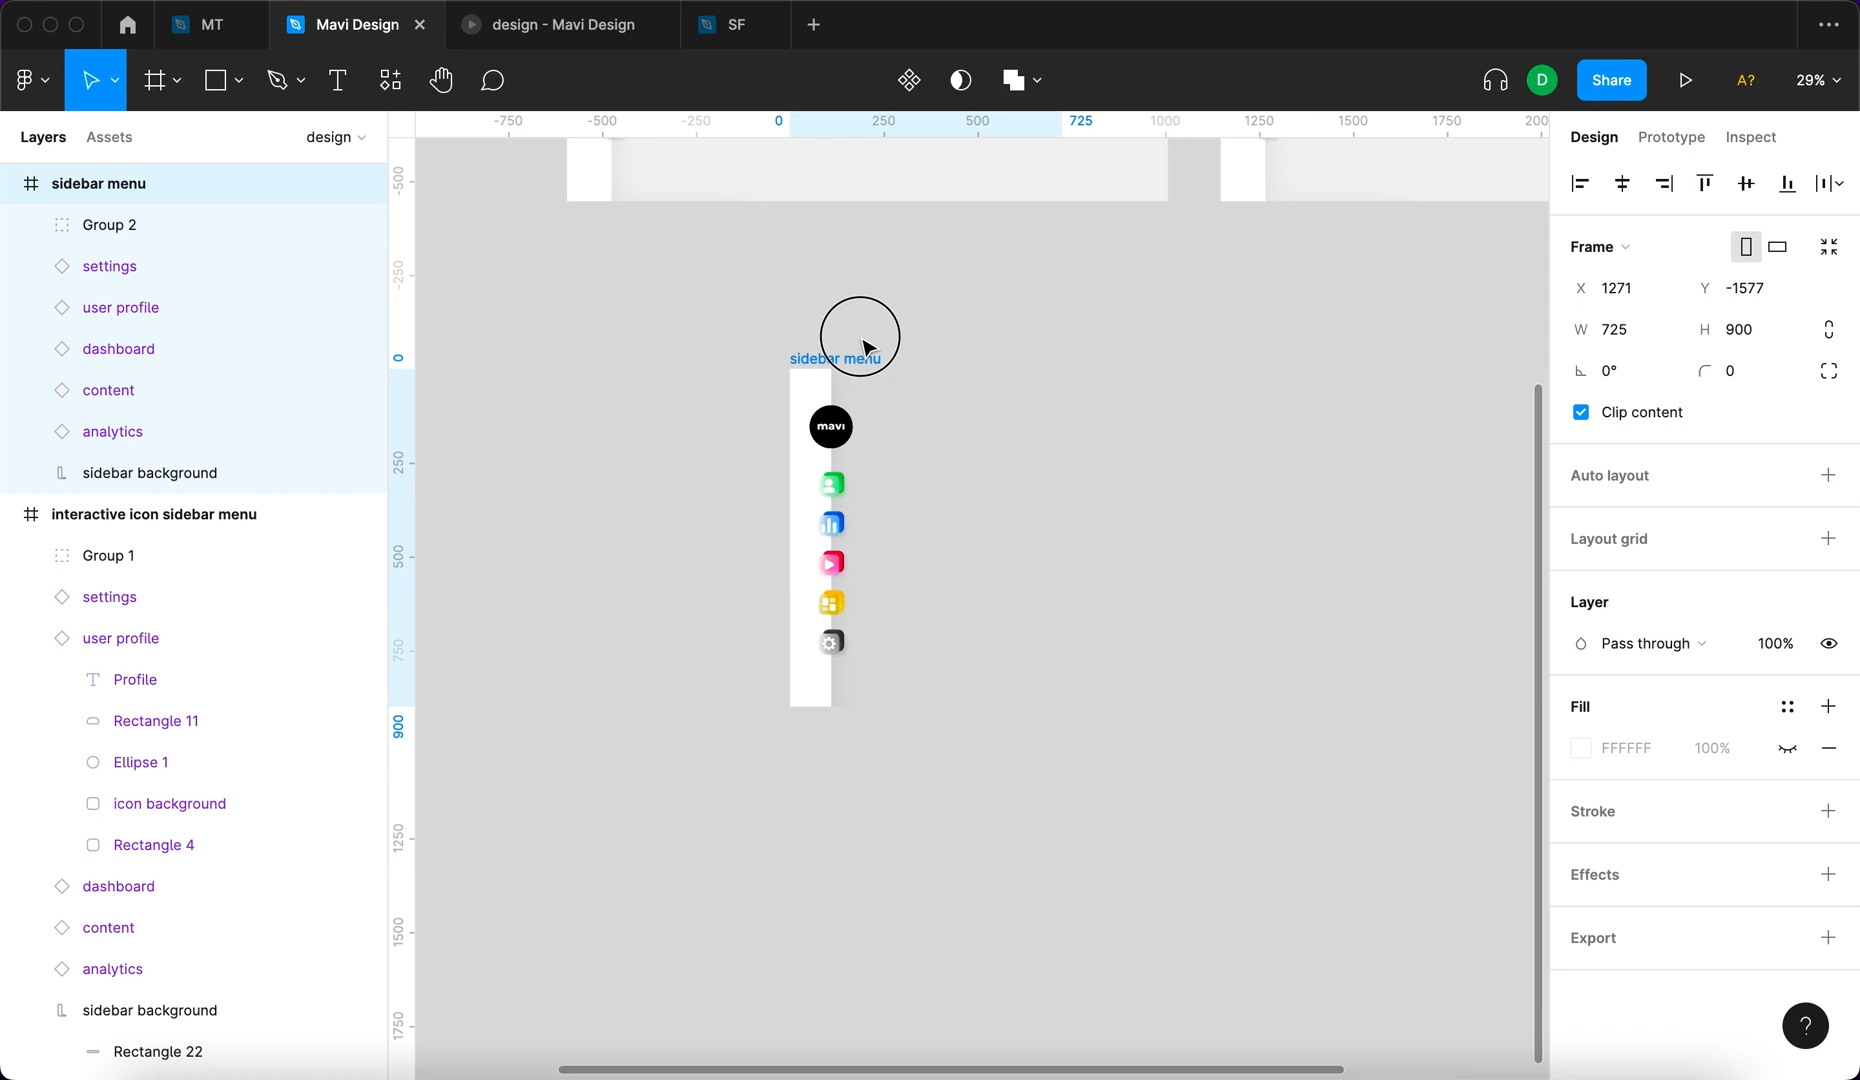 MT
Mavi Design
design - Mavi Design
SF
D
Share
A?
29%
Layers
Assets
design
-750
-500
-250
0
250
500
725
1000
1250
1500
1750
200
Design
Prototype
Inspect
sidebar menu
Group 2
settings
user profile
dashboard
content
analytics
sidebar background
interactive icon sidebar menu
Group 1
settings
user profile
Profile
Rectangle 11
Ellipse 1
icon background
Rectangle 4
dashboard
content
analytics
sidebar background
Rectangle 22
-500
-250
0
250
500
750
900
1250
1500
1750
sidebar menu
mavi
Frame
X 1271
Y -1577
W 725
H 900
0°
0
Clip content
Auto layout
Layout grid
Layer
Pass through
100%
Fill
FFFFFF
100%
Stroke
Effects
Export
?